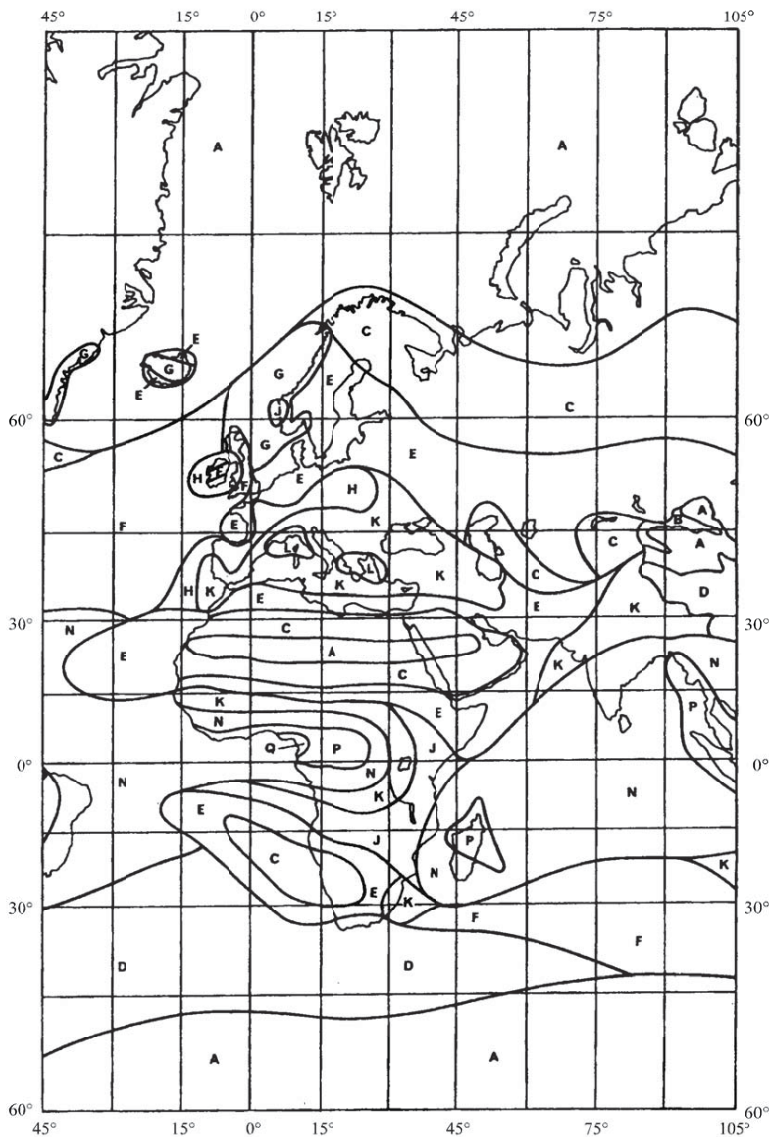 45° 15° 0° 15° 45° 75° 105°
A A
C
E
G G
G E
E
J C
60° 60°
C G E
H E E
F H
B A
F E K
L C A
L
H K K K C D
E E K
30° 30°
N C
E A N
C K
K E P
N J
Q P
0° 0°
N N
K N
E
J P
C
N K
E
30° K 30°
F
F
D D
A A
60° 60°
45° 15° 0° 15° 45° 75° 105°